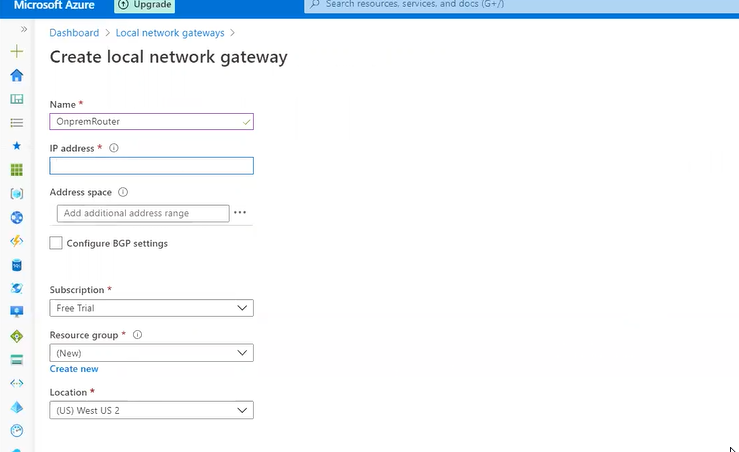 Microsoft Azure
Upgrade
Search resources, services, and docs (G+/)
Dashboard > Local network gateways >
Create local network gateway
Name *
OnpremRouter
IP address *
Address space
Add additional address range
Configure BGP settings
Subscription *
Free Trial
Resource group *
(New)
Create new
Location *
(US) West US 2